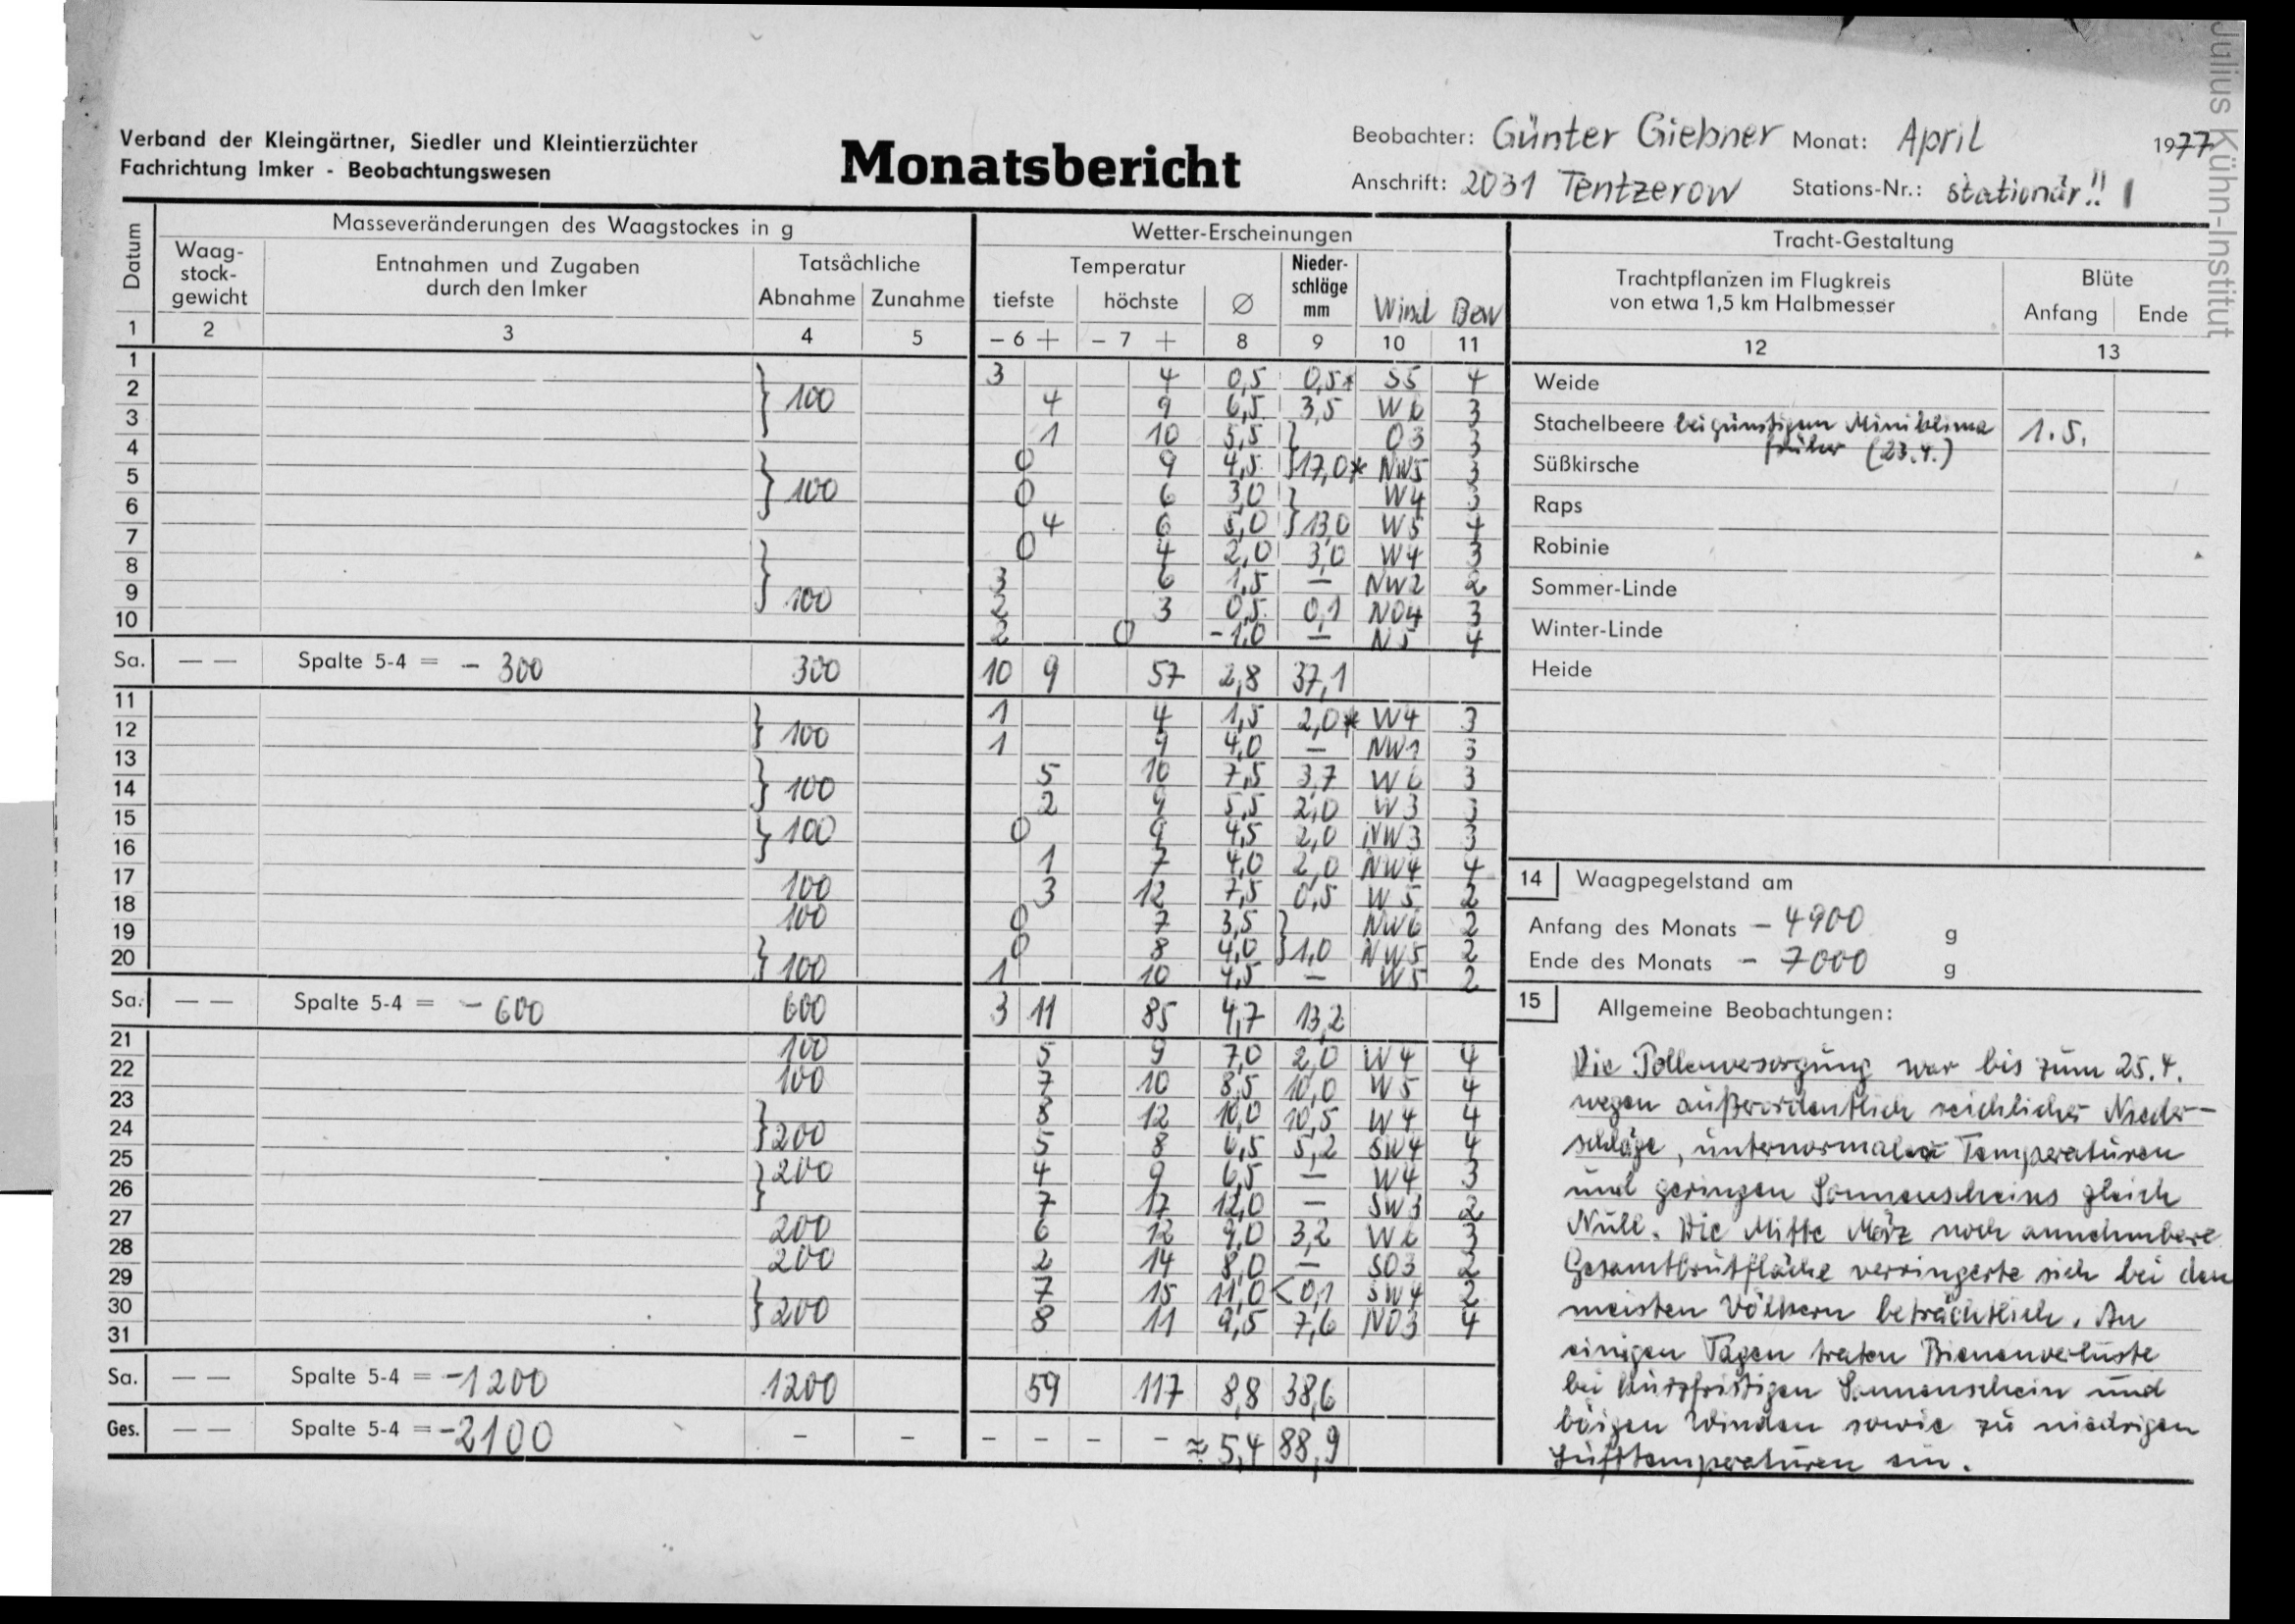 Verband der Kleingärtner, Siedler und Kleintierzüchter
Fachrichtung Imker - Beobachtungswesen
Monatsbericht
Beobachter: Günter Giebner Monat: April 1977
Anschrift: 2031 Tentzerow Stations-Nr.: stationär!! 1
Julius Kühn-Institut
Datum
Masseveränderungen des Waagstockes in g
Wetter-Erscheinungen
Tracht-Gestaltung
Waag-
stock-
gewicht
Entnahmen und Zugaben
durch den Imker
Tatsächliche
Abnahme Zunahme
Temperatur
tiefste höchste Ø
Nieder-
schläge
mm
Wind Bew
Trachtpflanzen im Flugkreis
von etwa 1,5 km Halbmesser
Blüte
Anfang Ende
1 2 3 4 5 - 6 + - 7 + 8 9 10 11 12 13
1 3 4 0,5 0,5* S5 4
2 } 100 4 9 6,5 3,5 W6 3
3 1 10 5,5 } O3 3
4 0 9 4,5 } 17,0* NW5 3
5 } 100 0 6 3,0 } W4 3
6 4 6 5,0 } 13,0 W5 4
7 0 4 2,0 3,0 W4 3
8 } 3 6 1,5 — NW2 2
9 100 2 3 0,5 0,1 NO4 3
10 2 0 -1,0 — N5 4
Sa. — — Spalte 5-4 = - 300 300 10 9 57 2,8 37,1
11 1 4 1,5 2,0* W4 3
12 } 100 1 9 4,0 — NW1 3
13 5 10 7,5 3,7 W6 3
14 } 100 2 9 5,5 2,0 W3 3
15 } 100 0 9 4,5 2,0 NW3 3
16 1 7 4,0 2,0 NW4 4
17 100 3 12 7,5 0,5 W5 2
18 100 0 7 3,5 } NW6 2
19 0 8 4,0 } 1,0 NW5 2
20 } 100 1 10 4,5 — W5 2
Sa. — — Spalte 5-4 = - 600 600 3 11 85 4,7 13,2
21 100 5 9 7,0 2,0 W4 4
22 100 7 10 8,5 10,0 W5 4
23 8 12 10,0 10,5 W4 4
24 } 200 5 8 6,5 5,2 SW4 4
25 } 200 4 9 6,5 — W4 3
26 7 17 12,0 — SW3 2
27 200 6 12 9,0 3,2 W6 3
28 200 2 14 8,0 — SO3 2
29 7 15 11,0 <0,1 SW4 2
30 } 200 8 11 9,5 7,6 NO3 4
31
Sa. — — Spalte 5-4 = -1200 1200 59 117 8,8 38,6
Ges. — — Spalte 5-4 = -2100 - - - - - - ≈ 5,4 88,9
Weide
Stachelbeere bei günstigem Miniklima 1.5.
früher (23.4.)
Süßkirsche
Raps
Robinie
Sommer-Linde
Winter-Linde
Heide
14 Waagpegelstand am
Anfang des Monats - 4900 g
Ende des Monats - 7000 g
15 Allgemeine Beobachtungen:
Die Pollenversorgung war bis zum 25.4.
wegen außerordentlich reichlicher Nieder-
schläge, unternormaler Temperaturen
und geringen Sonnenscheins gleich
Null. Die Mitte März noch annehmbare
Gesamtbrutfläche verringerte sich bei den
meisten Völkern beträchtlich. An
einigen Tagen traten Bienenverluste
bei kurzfristigen Sonnenschein und
böigen Winden sowie zu niedrigen
Lufttemperaturen ein.